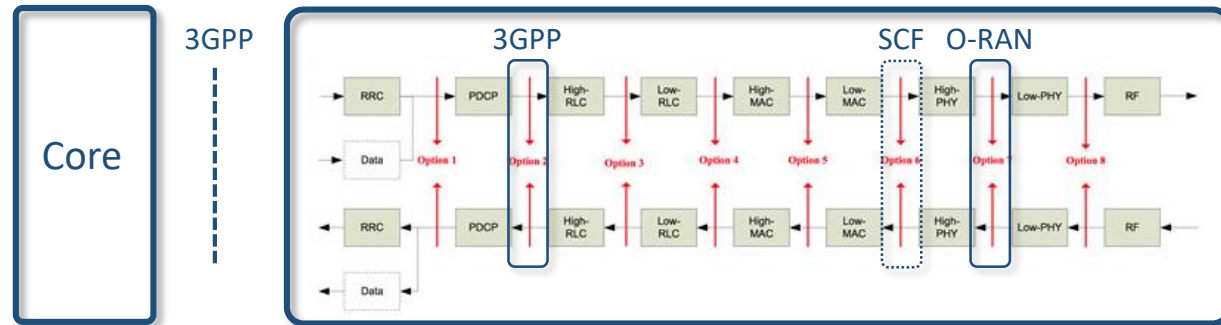 3GPP
3GPP
SCF
O-RAN
Core
RRC
PDCP
High-
RLC
Low-
RLC
High-
MAC
Low-
MAC
High-
PHY
Low-PHY
RF
Data
Option 1
Option 2
Option 3
Option 4
Option 5
Option 6
Option 7
Option 8
RRC
PDCP
High-
RLC
Low-
RLC
High-
MAC
Low-
MAC
High-
PHY
Low-PHY
RF
Data